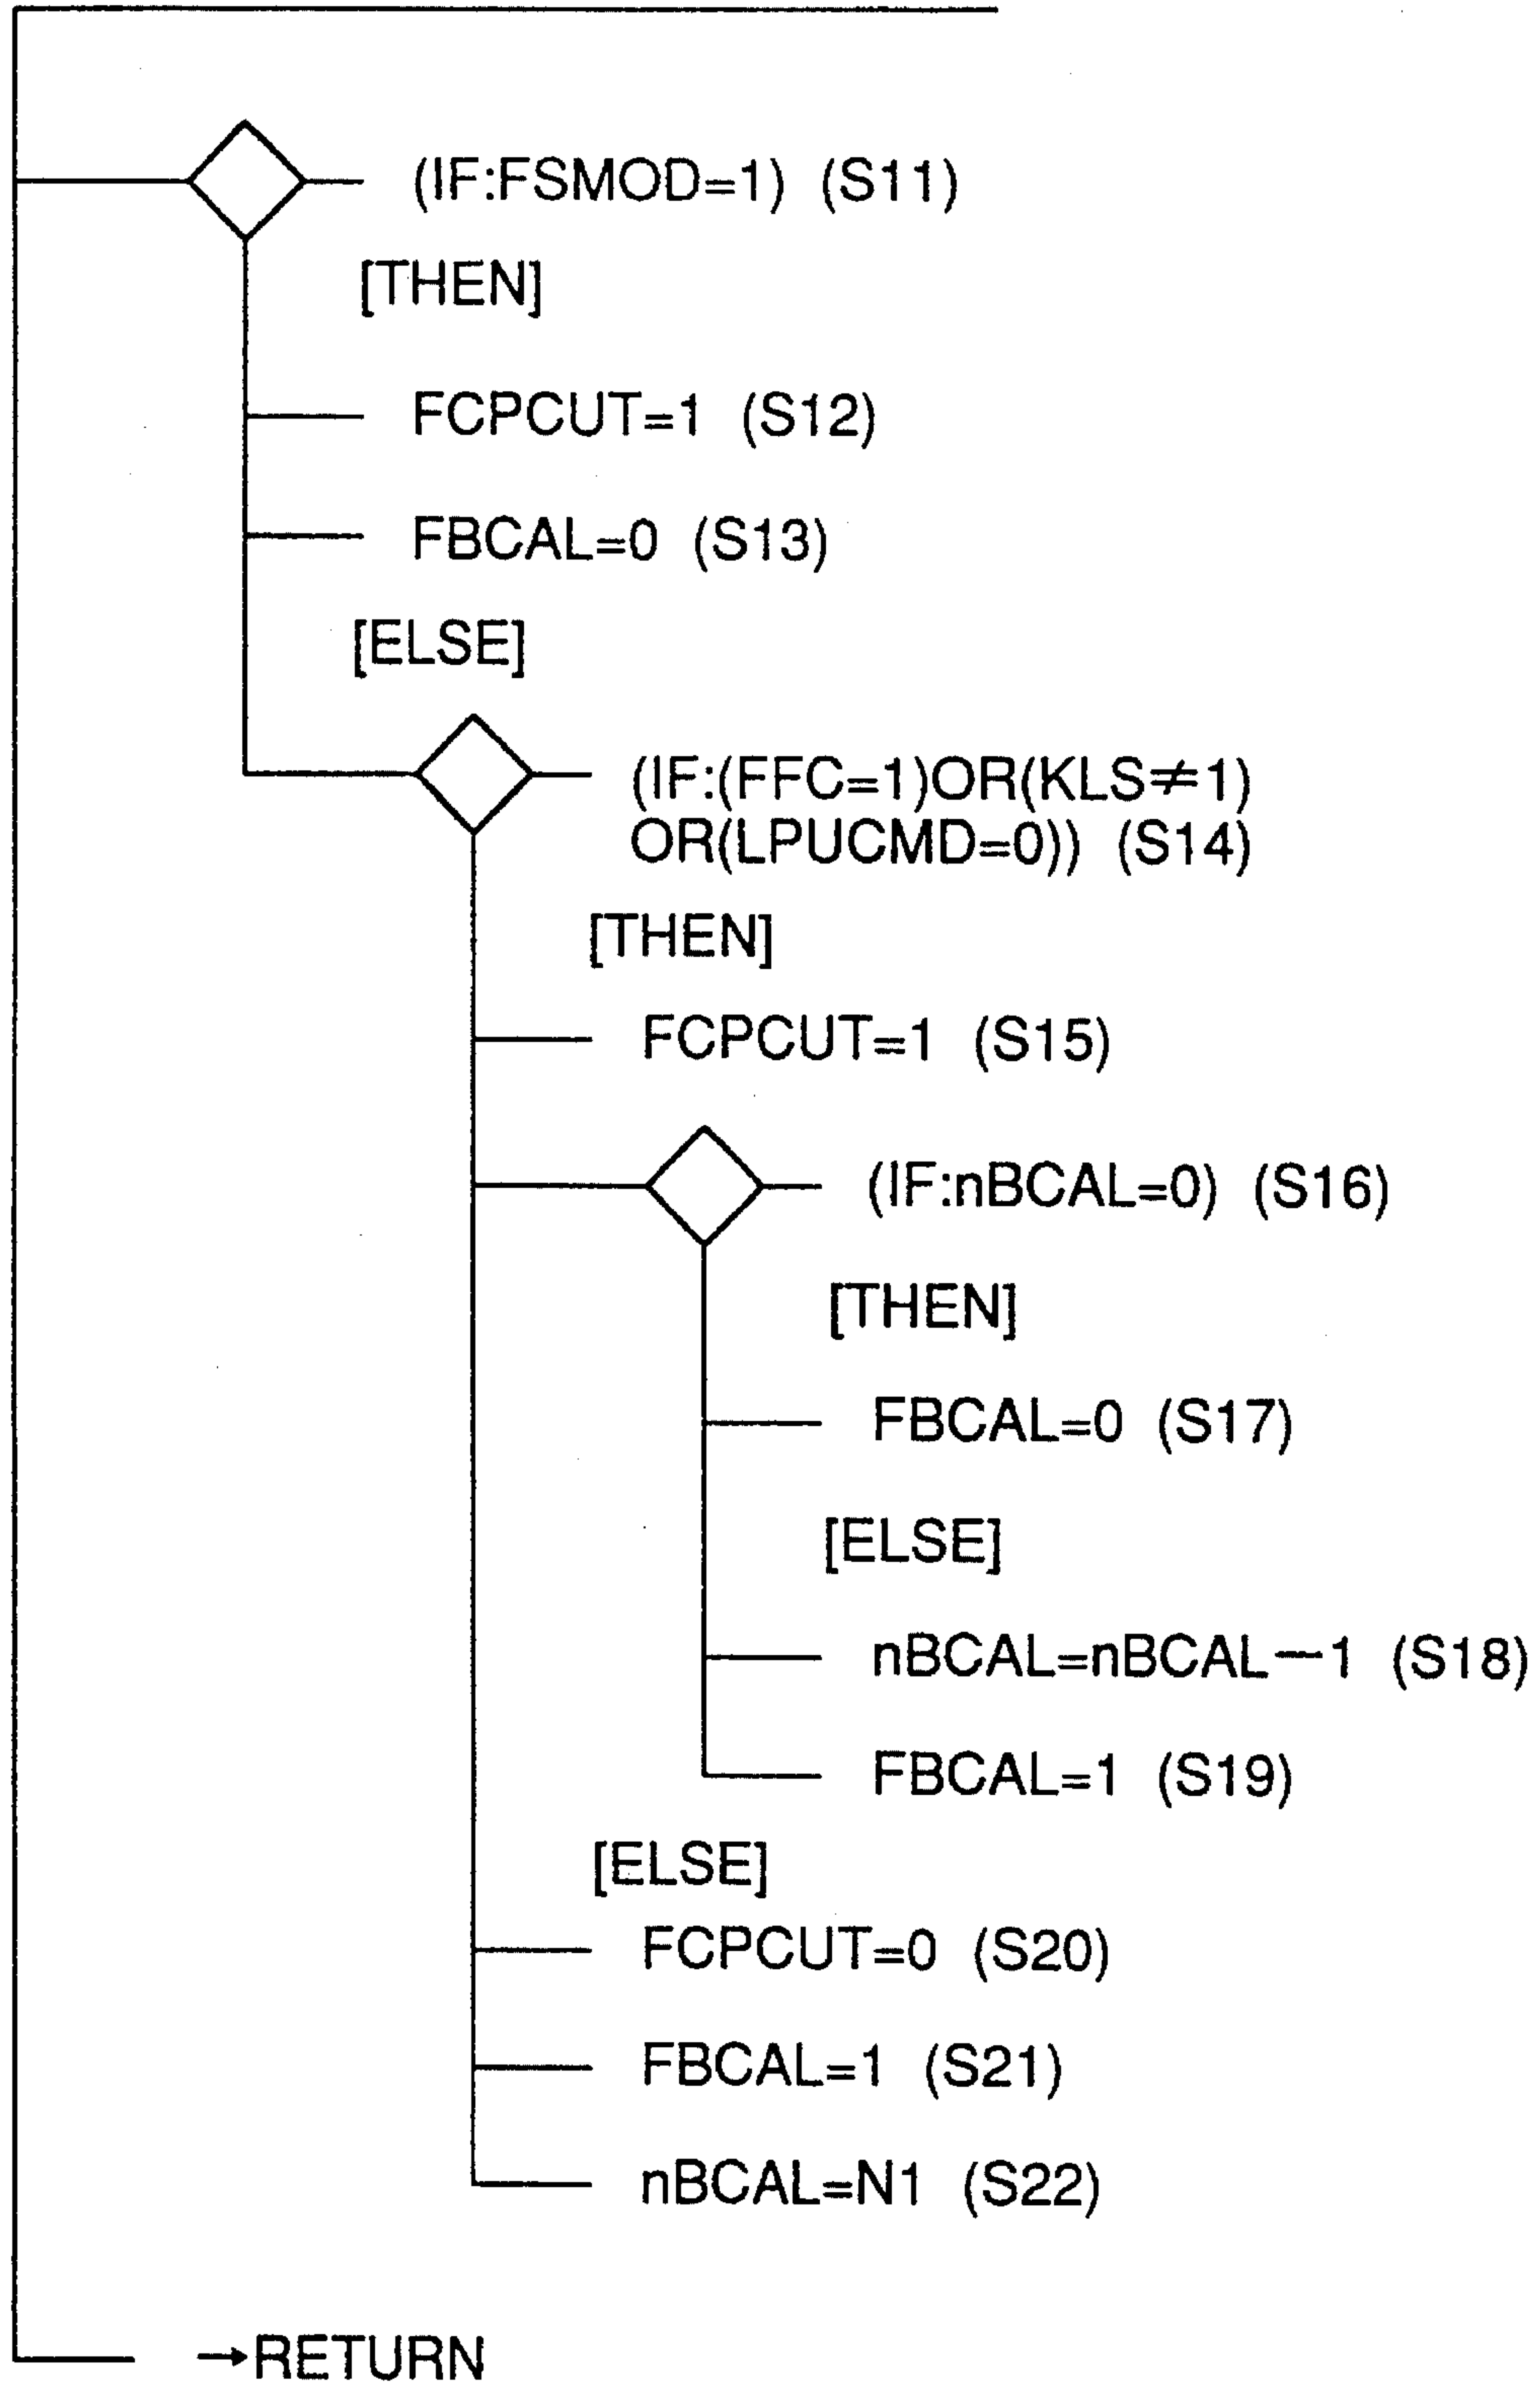 (IF:FSMOD=1) (S11)
[THEN]
FCPCUT=1 (S12)
FBCAL=0 (S13)
[ELSE]
(IF:(FFC=1)OR(KLS≠1)
OR(LPUCMD=0)) (S14)
[THEN]
FCPCUT=1 (S15)
(IF:nBCAL=0) (S16)
[THEN]
FBCAL=0 (S17)
[ELSE]
nBCAL=nBCAL−1 (S18)
FBCAL=1 (S19)
[ELSE]
FCPCUT=0 (S20)
FBCAL=1 (S21)
nBCAL=N1 (S22)
→RETURN